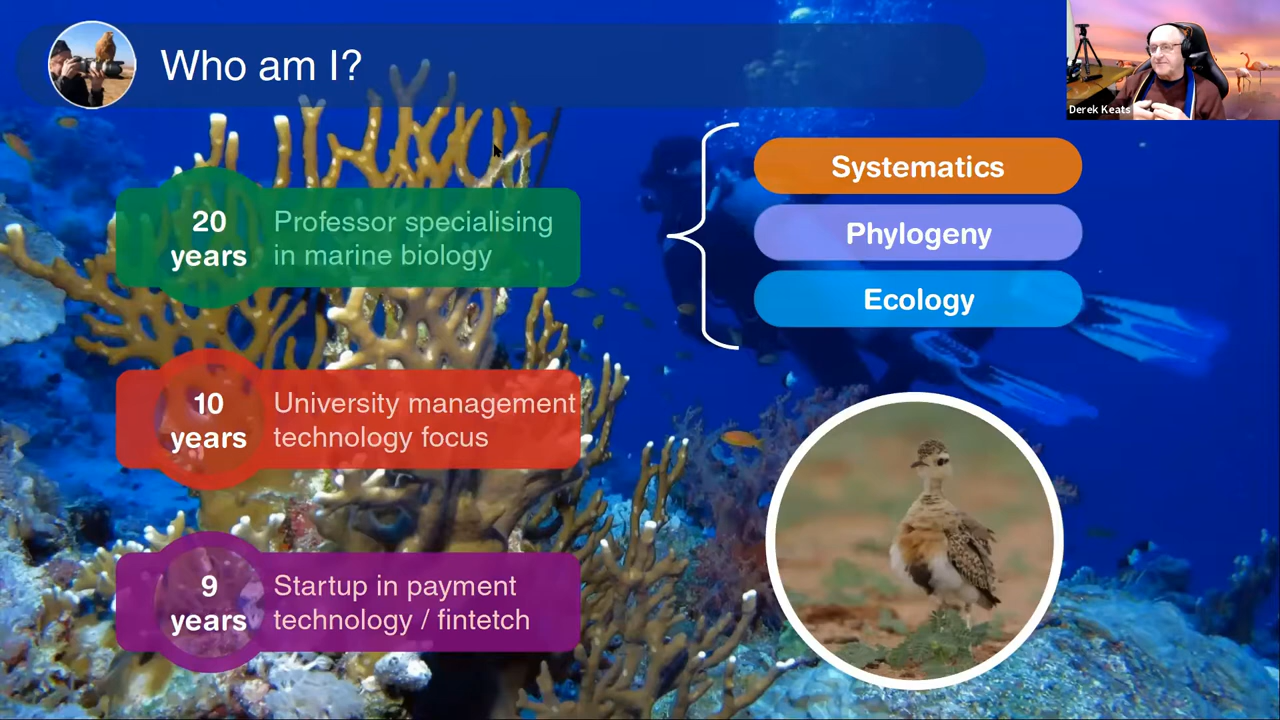 Who am I?
Derek Keats
20
years
Professor specialising
in marine biology
10
years
University management
technology focus
9
years
Startup in payment
technology / fintetch
Systematics
Phylogeny
Ecology